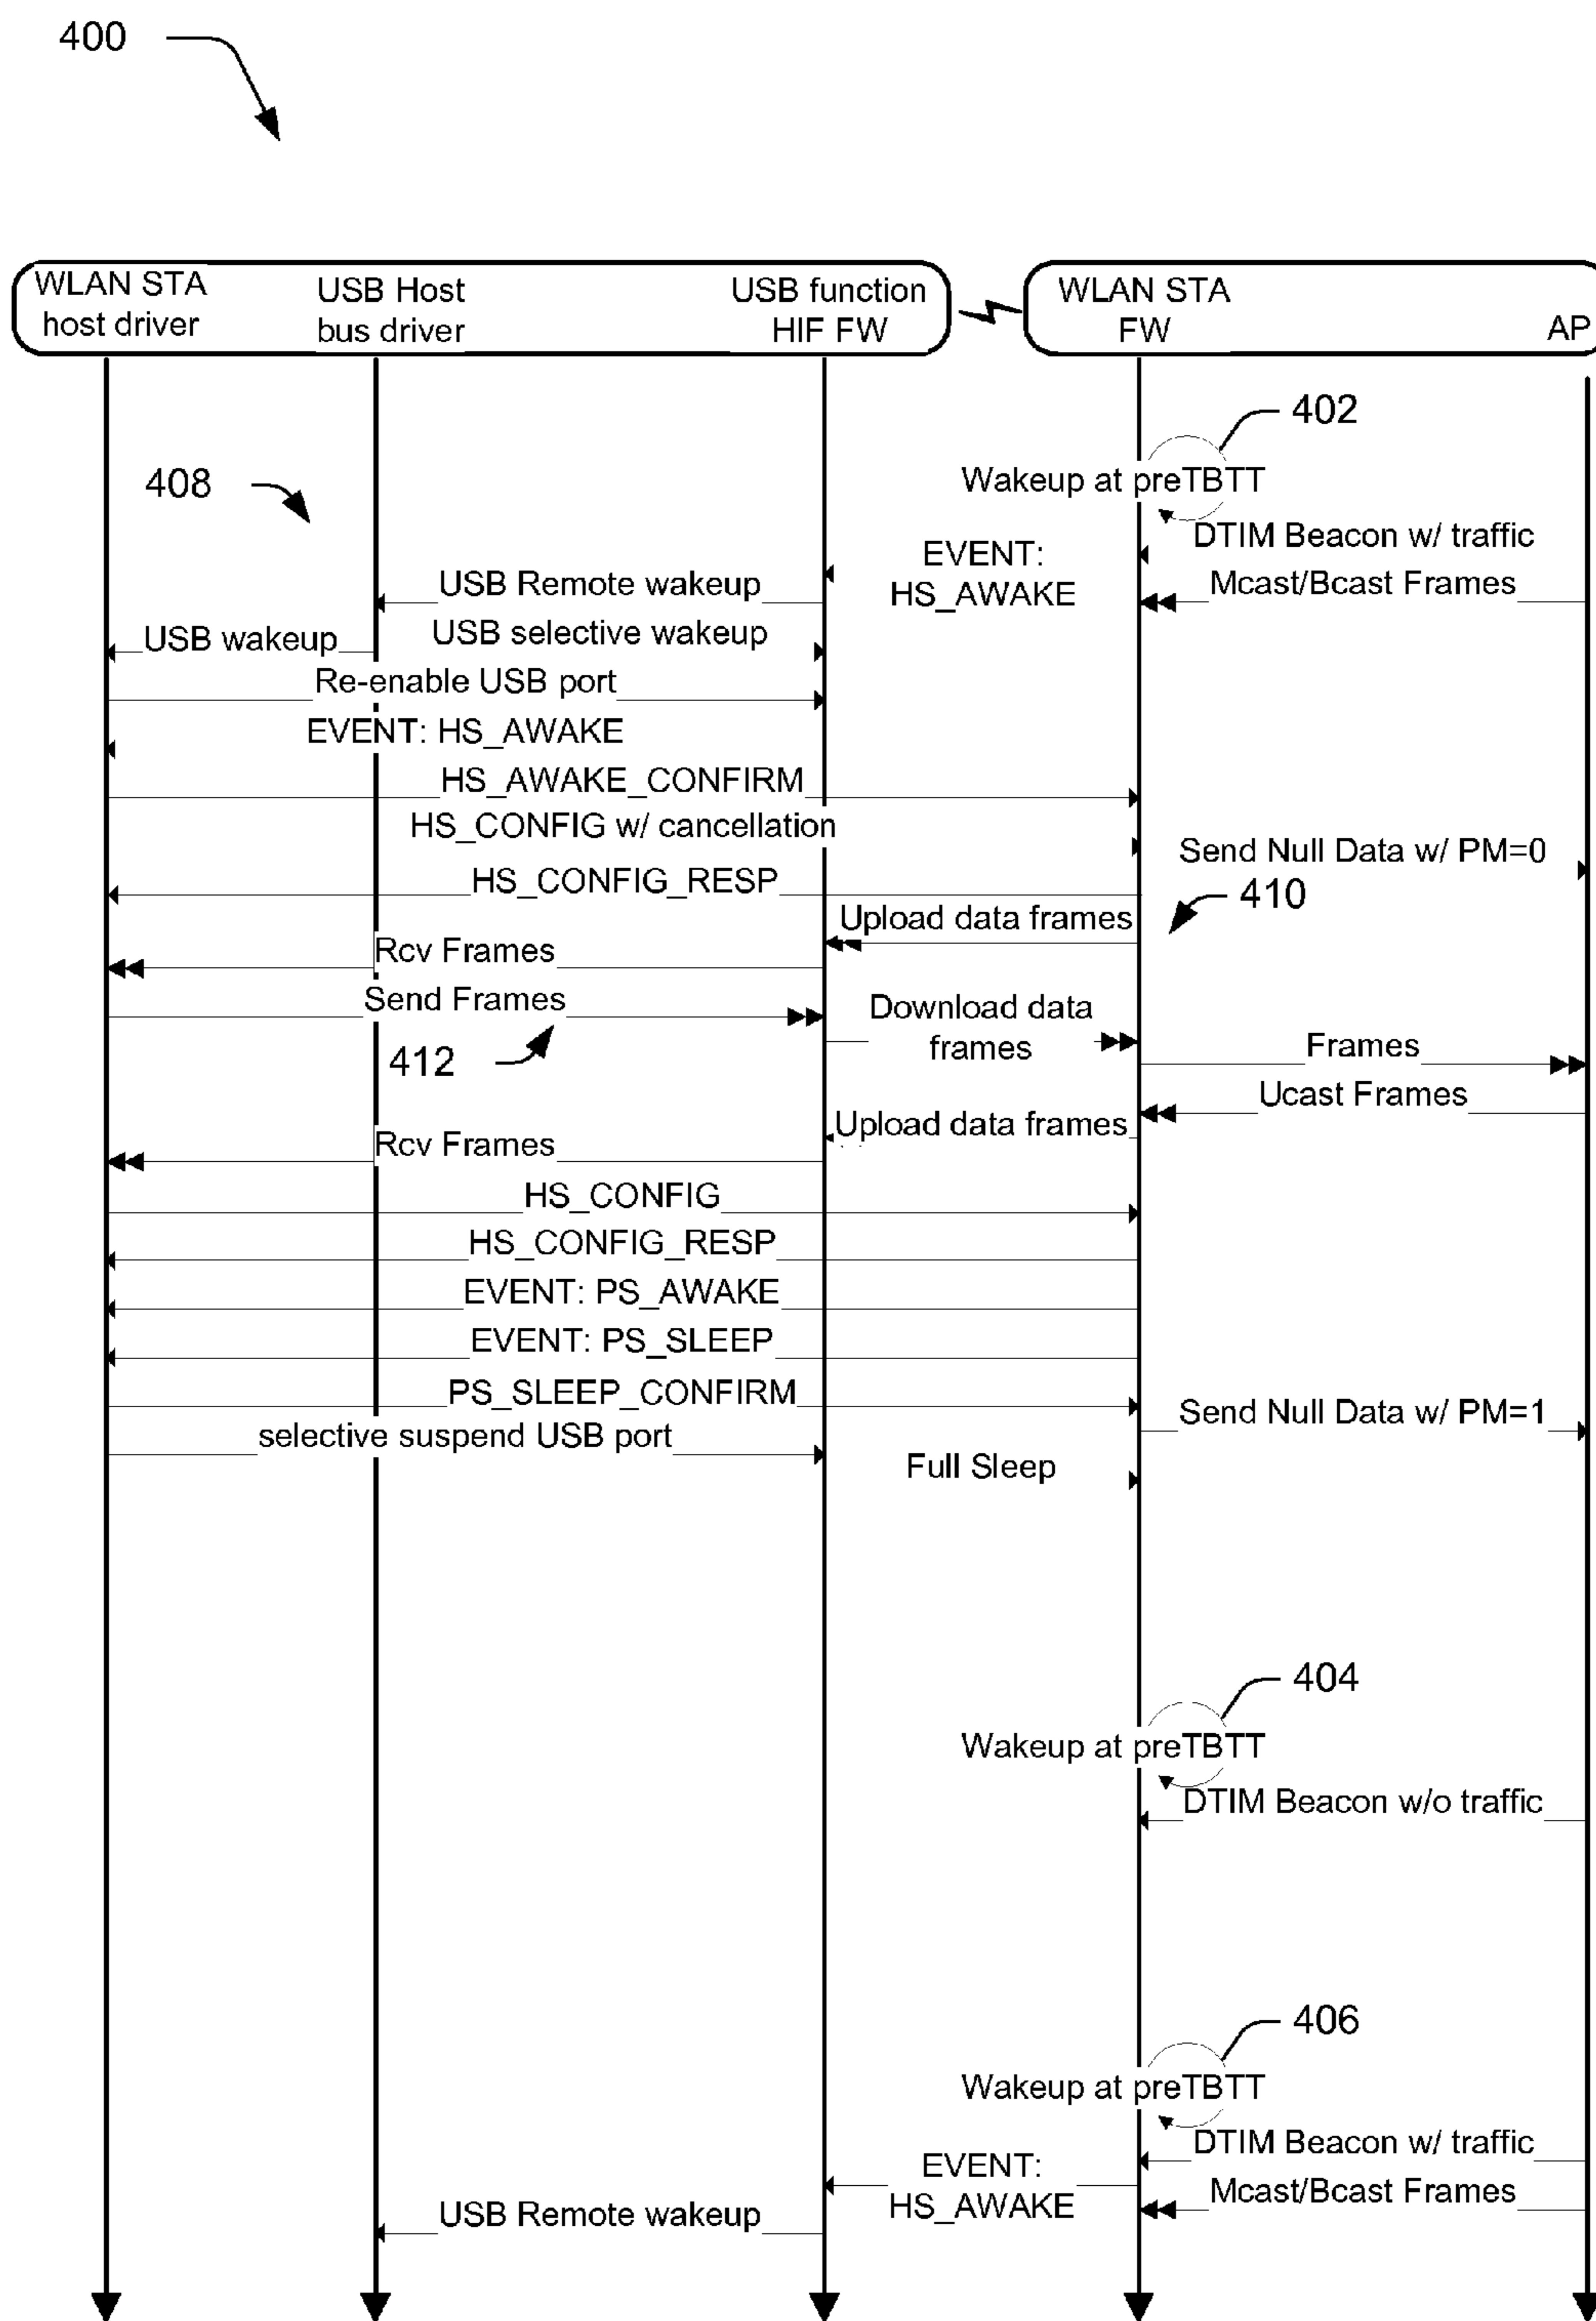 400
WLAN STA
host driver
USB Host
bus driver
USB function
HIF FW
WLAN STA
FW
AP
402
Wakeup at preTBTT
408
DTIM Beacon w/ traffic
EVENT:
HS_AWAKE
Mcast/Bcast Frames
USB Remote wakeup
USB wakeup
USB selective wakeup
Re-enable USB port
EVENT: HS_AWAKE
HS_AWAKE_CONFIRM
HS_CONFIG w/ cancellation
Send Null Data w/ PM=0
HS_CONFIG_RESP
410
Upload data frames
Rcv Frames
Send Frames
Download data
frames
412
Frames
Ucast Frames
Upload data frames
Rcv Frames
HS_CONFIG
HS_CONFIG_RESP
EVENT: PS_AWAKE
EVENT: PS_SLEEP
PS_SLEEP_CONFIRM
Send Null Data w/ PM=1
selective suspend USB port
Full Sleep
404
Wakeup at preTBTT
DTIM Beacon w/o traffic
406
Wakeup at preTBTT
DTIM Beacon w/ traffic
EVENT:
HS_AWAKE
Mcast/Bcast Frames
USB Remote wakeup